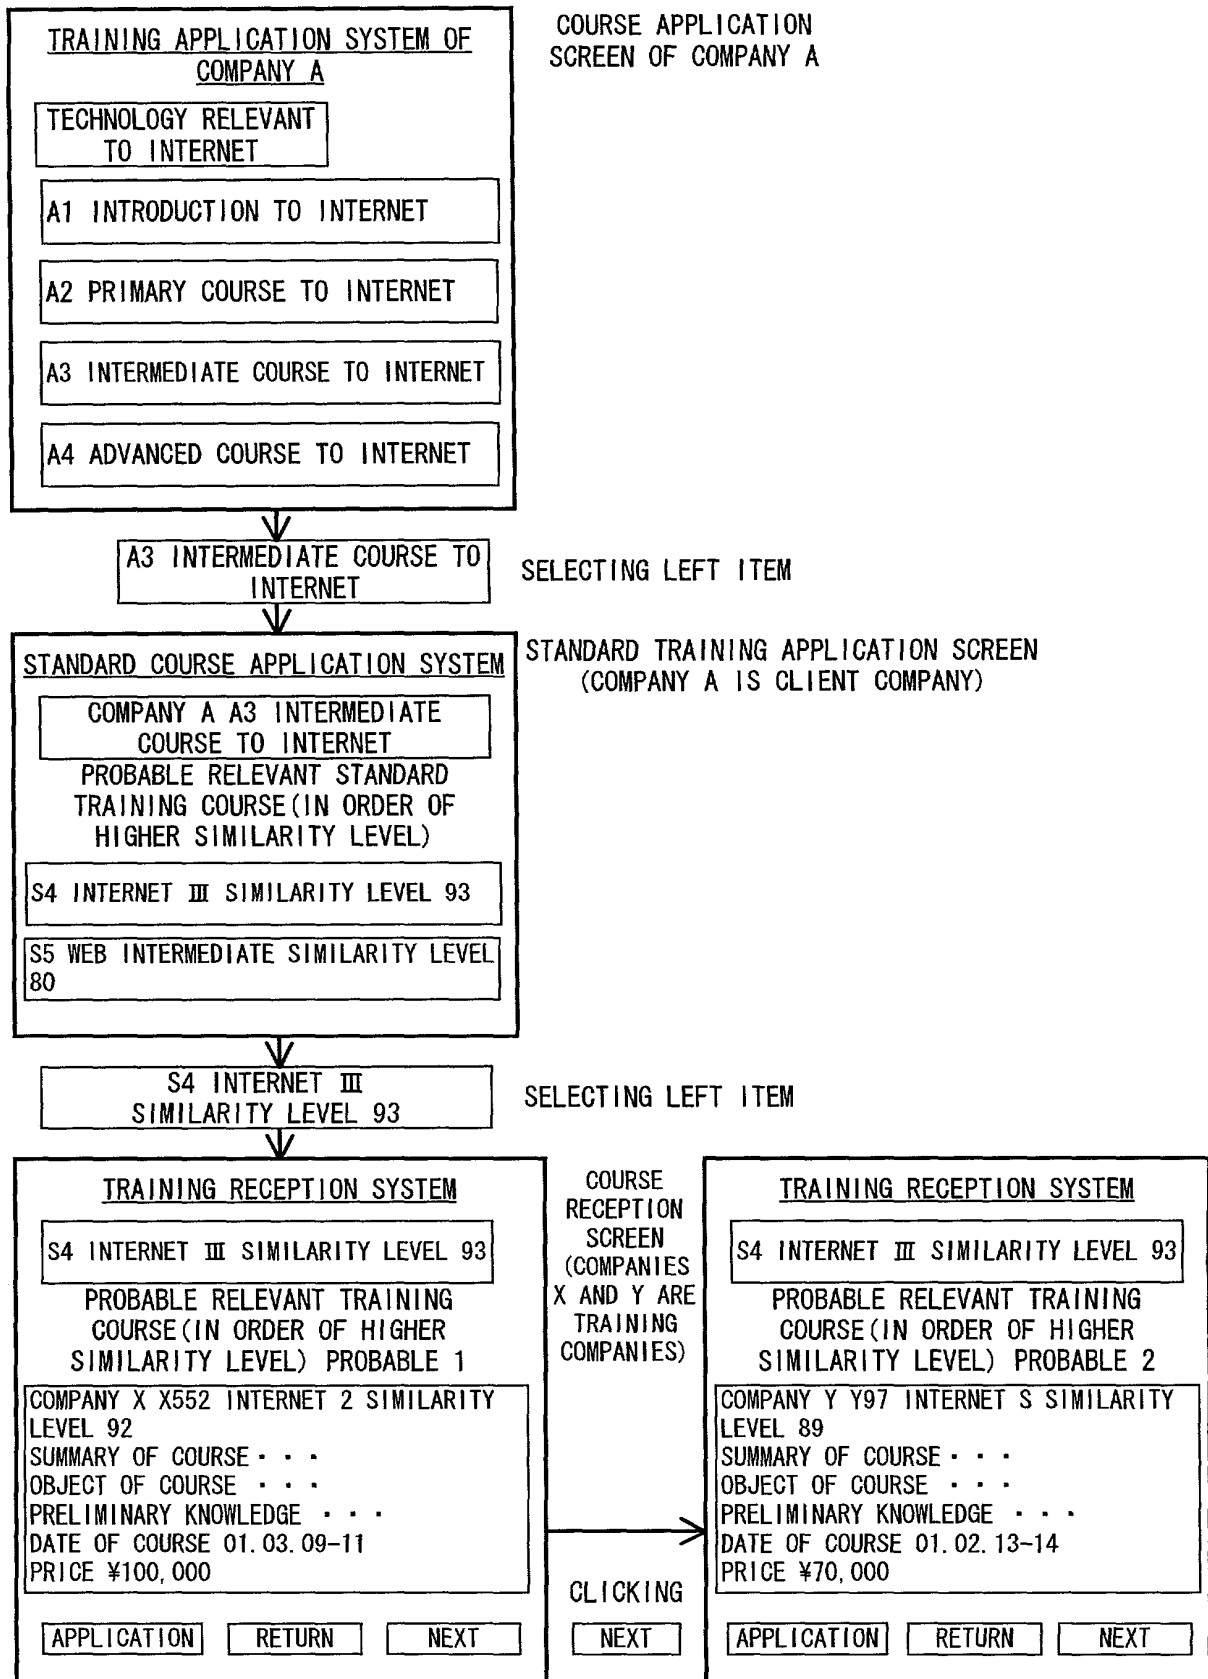 TRAINING APPLICATION SYSTEM OF
COMPANY A
COURSE APPLICATION
SCREEN OF COMPANY A
TECHNOLOGY RELEVANT
TO INTERNET
A1 INTRODUCTION TO INTERNET
A2 PRIMARY COURSE TO INTERNET
A3 INTERMEDIATE COURSE TO INTERNET
A4 ADVANCED COURSE TO INTERNET
A3 INTERMEDIATE COURSE TO
INTERNET
SELECTING LEFT ITEM
STANDARD COURSE APPLICATION SYSTEM
STANDARD TRAINING APPLICATION SCREEN
(COMPANY A IS CLIENT COMPANY)
COMPANY A A3 INTERMEDIATE
COURSE TO INTERNET
PROBABLE RELEVANT STANDARD
TRAINING COURSE(IN ORDER OF
HIGHER SIMILARITY LEVEL)
S4 INTERNET Ⅲ SIMILARITY LEVEL 93
S5 WEB INTERMEDIATE SIMILARITY LEVEL
80
S4 INTERNET Ⅲ
SIMILARITY LEVEL 93
SELECTING LEFT ITEM
TRAINING RECEPTION SYSTEM
S4 INTERNET Ⅲ SIMILARITY LEVEL 93
PROBABLE RELEVANT TRAINING
COURSE(IN ORDER OF HIGHER
SIMILARITY LEVEL) PROBABLE 1
COMPANY X X552 INTERNET 2 SIMILARITY
LEVEL 92
SUMMARY OF COURSE・・・
OBJECT OF COURSE ・・・
PRELIMINARY KNOWLEDGE ・・・
DATE OF COURSE 01.03.09-11
PRICE ¥100,000
APPLICATION RETURN NEXT
COURSE
RECEPTION
SCREEN
(COMPANIES
X AND Y ARE
TRAINING
COMPANIES)
CLICKING
NEXT
TRAINING RECEPTION SYSTEM
S4 INTERNET Ⅲ SIMILARITY LEVEL 93
PROBABLE RELEVANT TRAINING
COURSE(IN ORDER OF HIGHER
SIMILARITY LEVEL) PROBABLE 2
COMPANY Y Y97 INTERNET S SIMILARITY
LEVEL 89
SUMMARY OF COURSE・・・
OBJECT OF COURSE ・・・
PRELIMINARY KNOWLEDGE ・・・
DATE OF COURSE 01.02.13-14
PRICE ¥70,000
APPLICATION RETURN NEXT